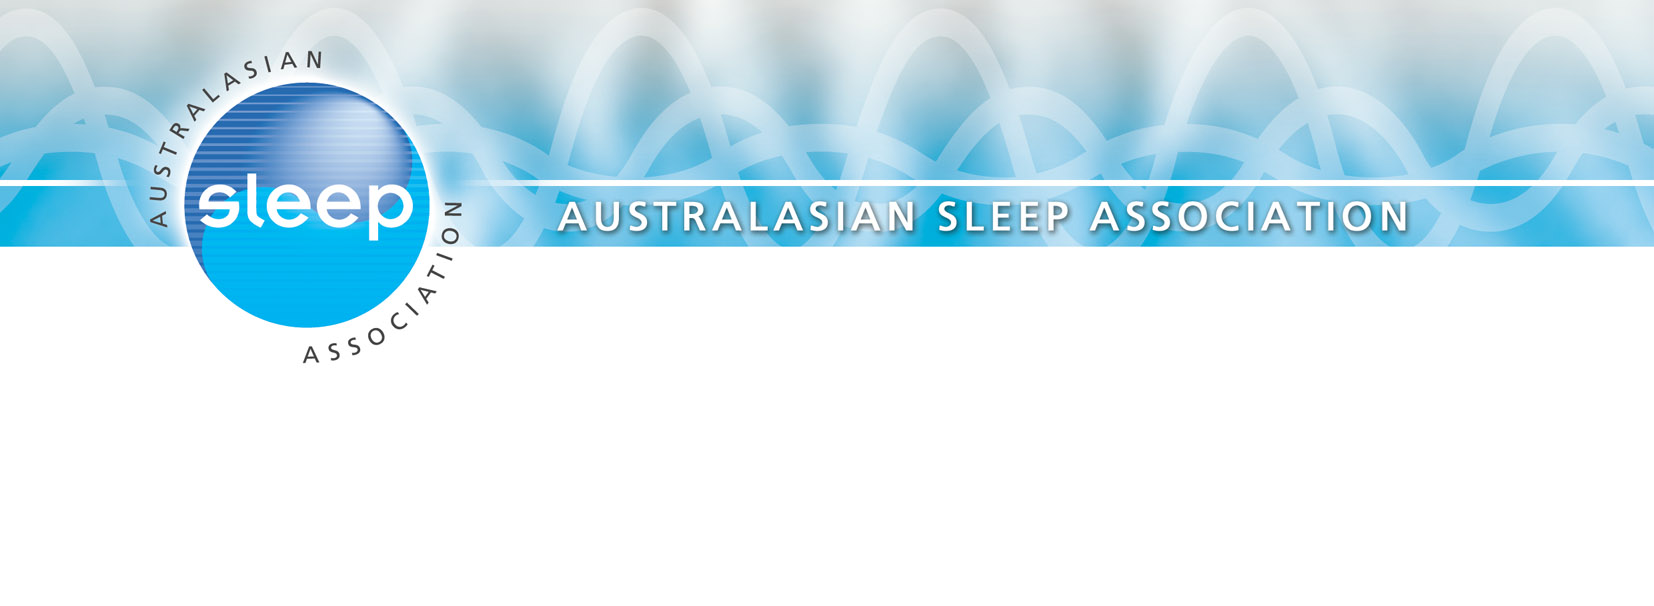 AUSTRALASIAN
sleep
ASSOCIATION
AUSTRALASIAN SLEEP ASSOCIATION